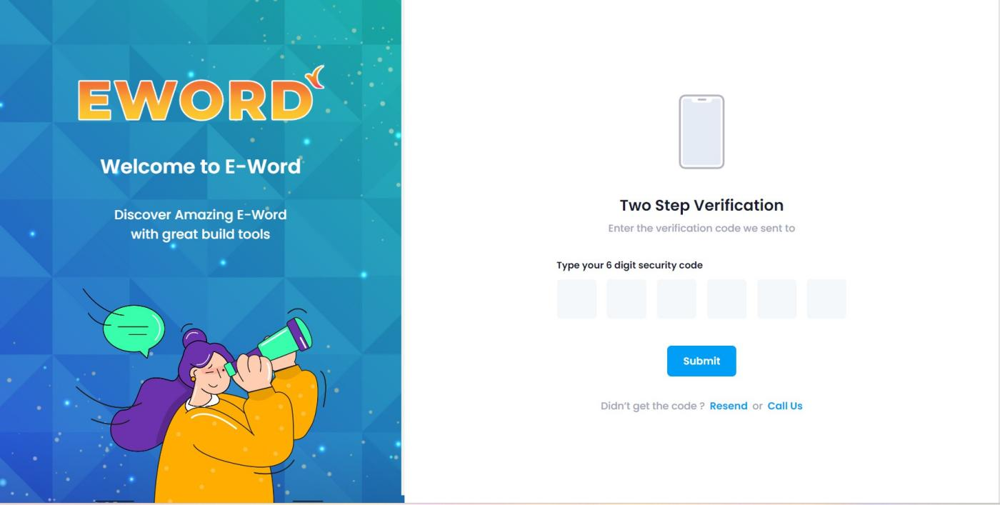 EWORD
Welcome to E-Word
Discover Amazing E-Word
with great build tools
Two Step Verification
Enter the verification code we sent to
Type your 6 digit security code
Submit
Didn't get the code ? Resend or Call Us